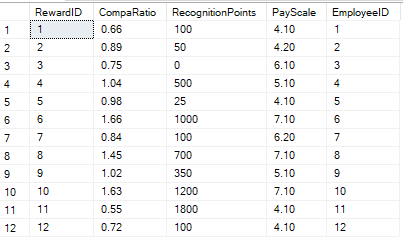 RewardID CompaRatio RecognitionPoints PayScale EmployeeID
1 1 0.66 100 4.10 1
2 2 0.89 50 4.20 2
3 3 0.75 0 6.10 3
4 4 1.04 500 5.10 4
5 5 0.98 25 4.10 5
6 6 1.66 1000 7.10 6
7 7 0.84 100 6.20 7
8 8 1.45 700 7.10 8
9 9 1.02 350 5.10 9
10 10 1.63 1200 7.10 10
11 11 0.55 1800 4.10 11
12 12 0.72 100 4.10 12